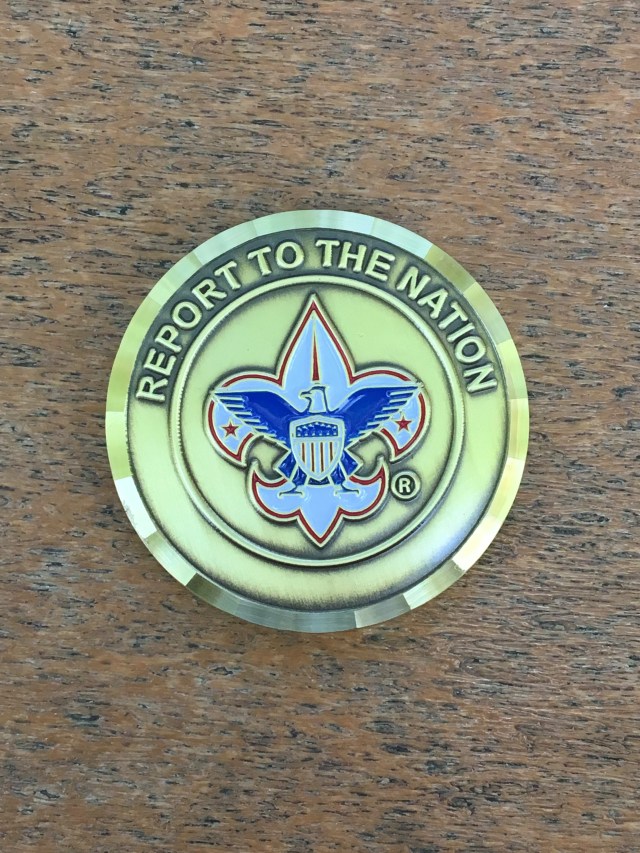 REPORT TO THE NATION
®